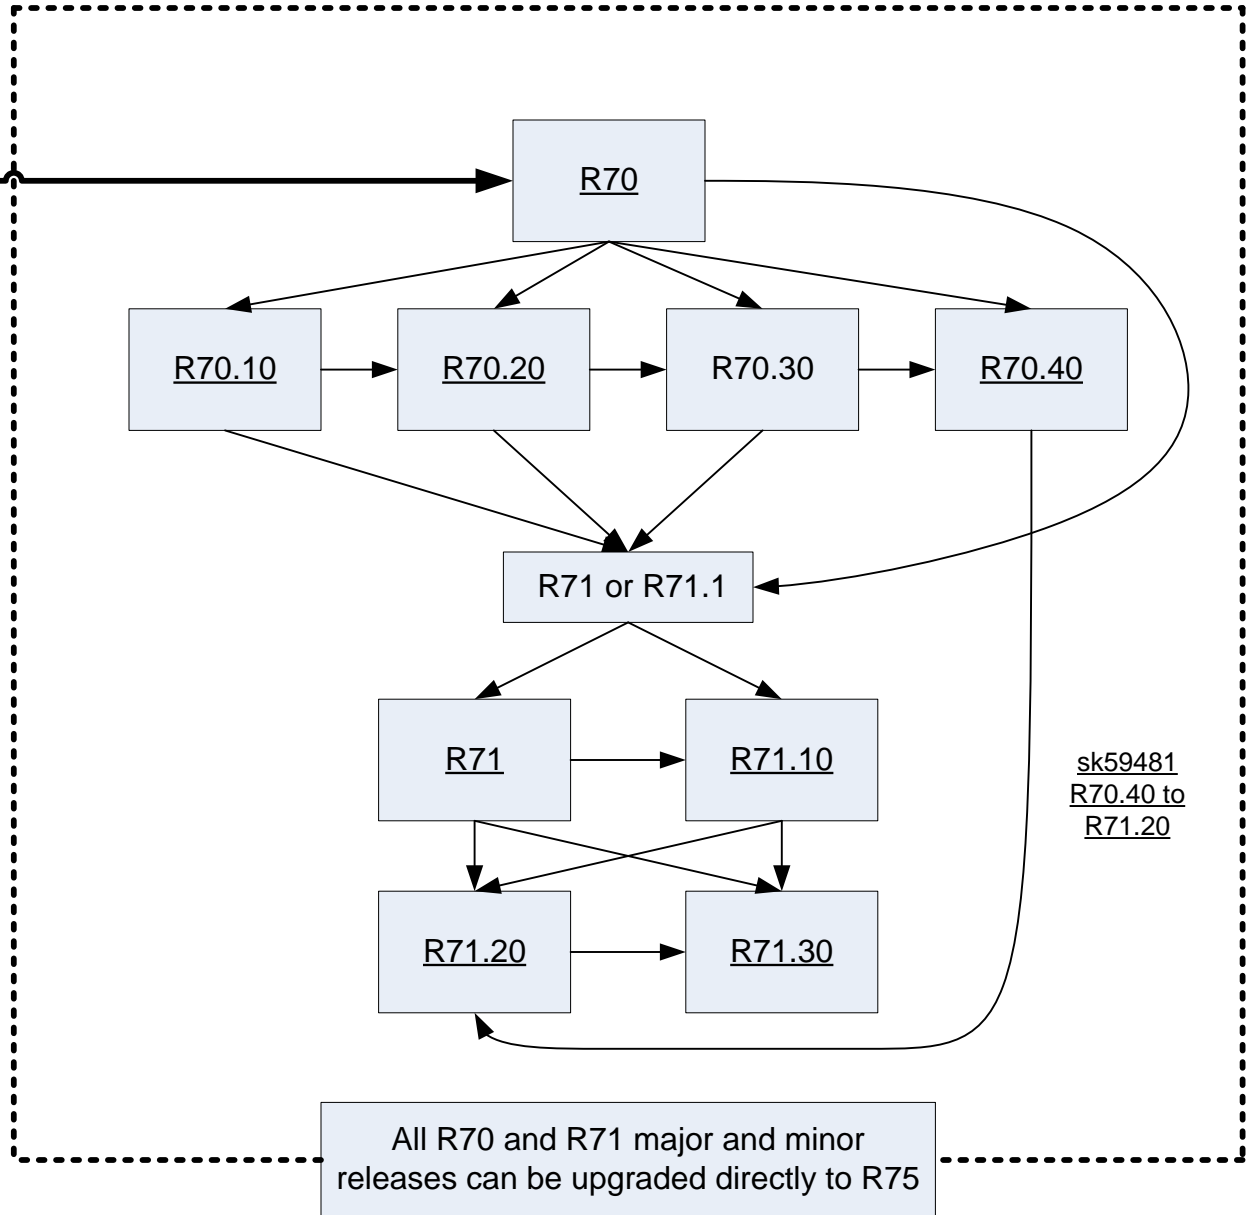 R70
R70.10
R70.20
R70.30
R70.40
R71 or R71.1
R71
R71.10
sk59481
R70.40 to
R71.20
R71.20
R71.30
All R70 and R71 major and minor
releases can be upgraded directly to R75